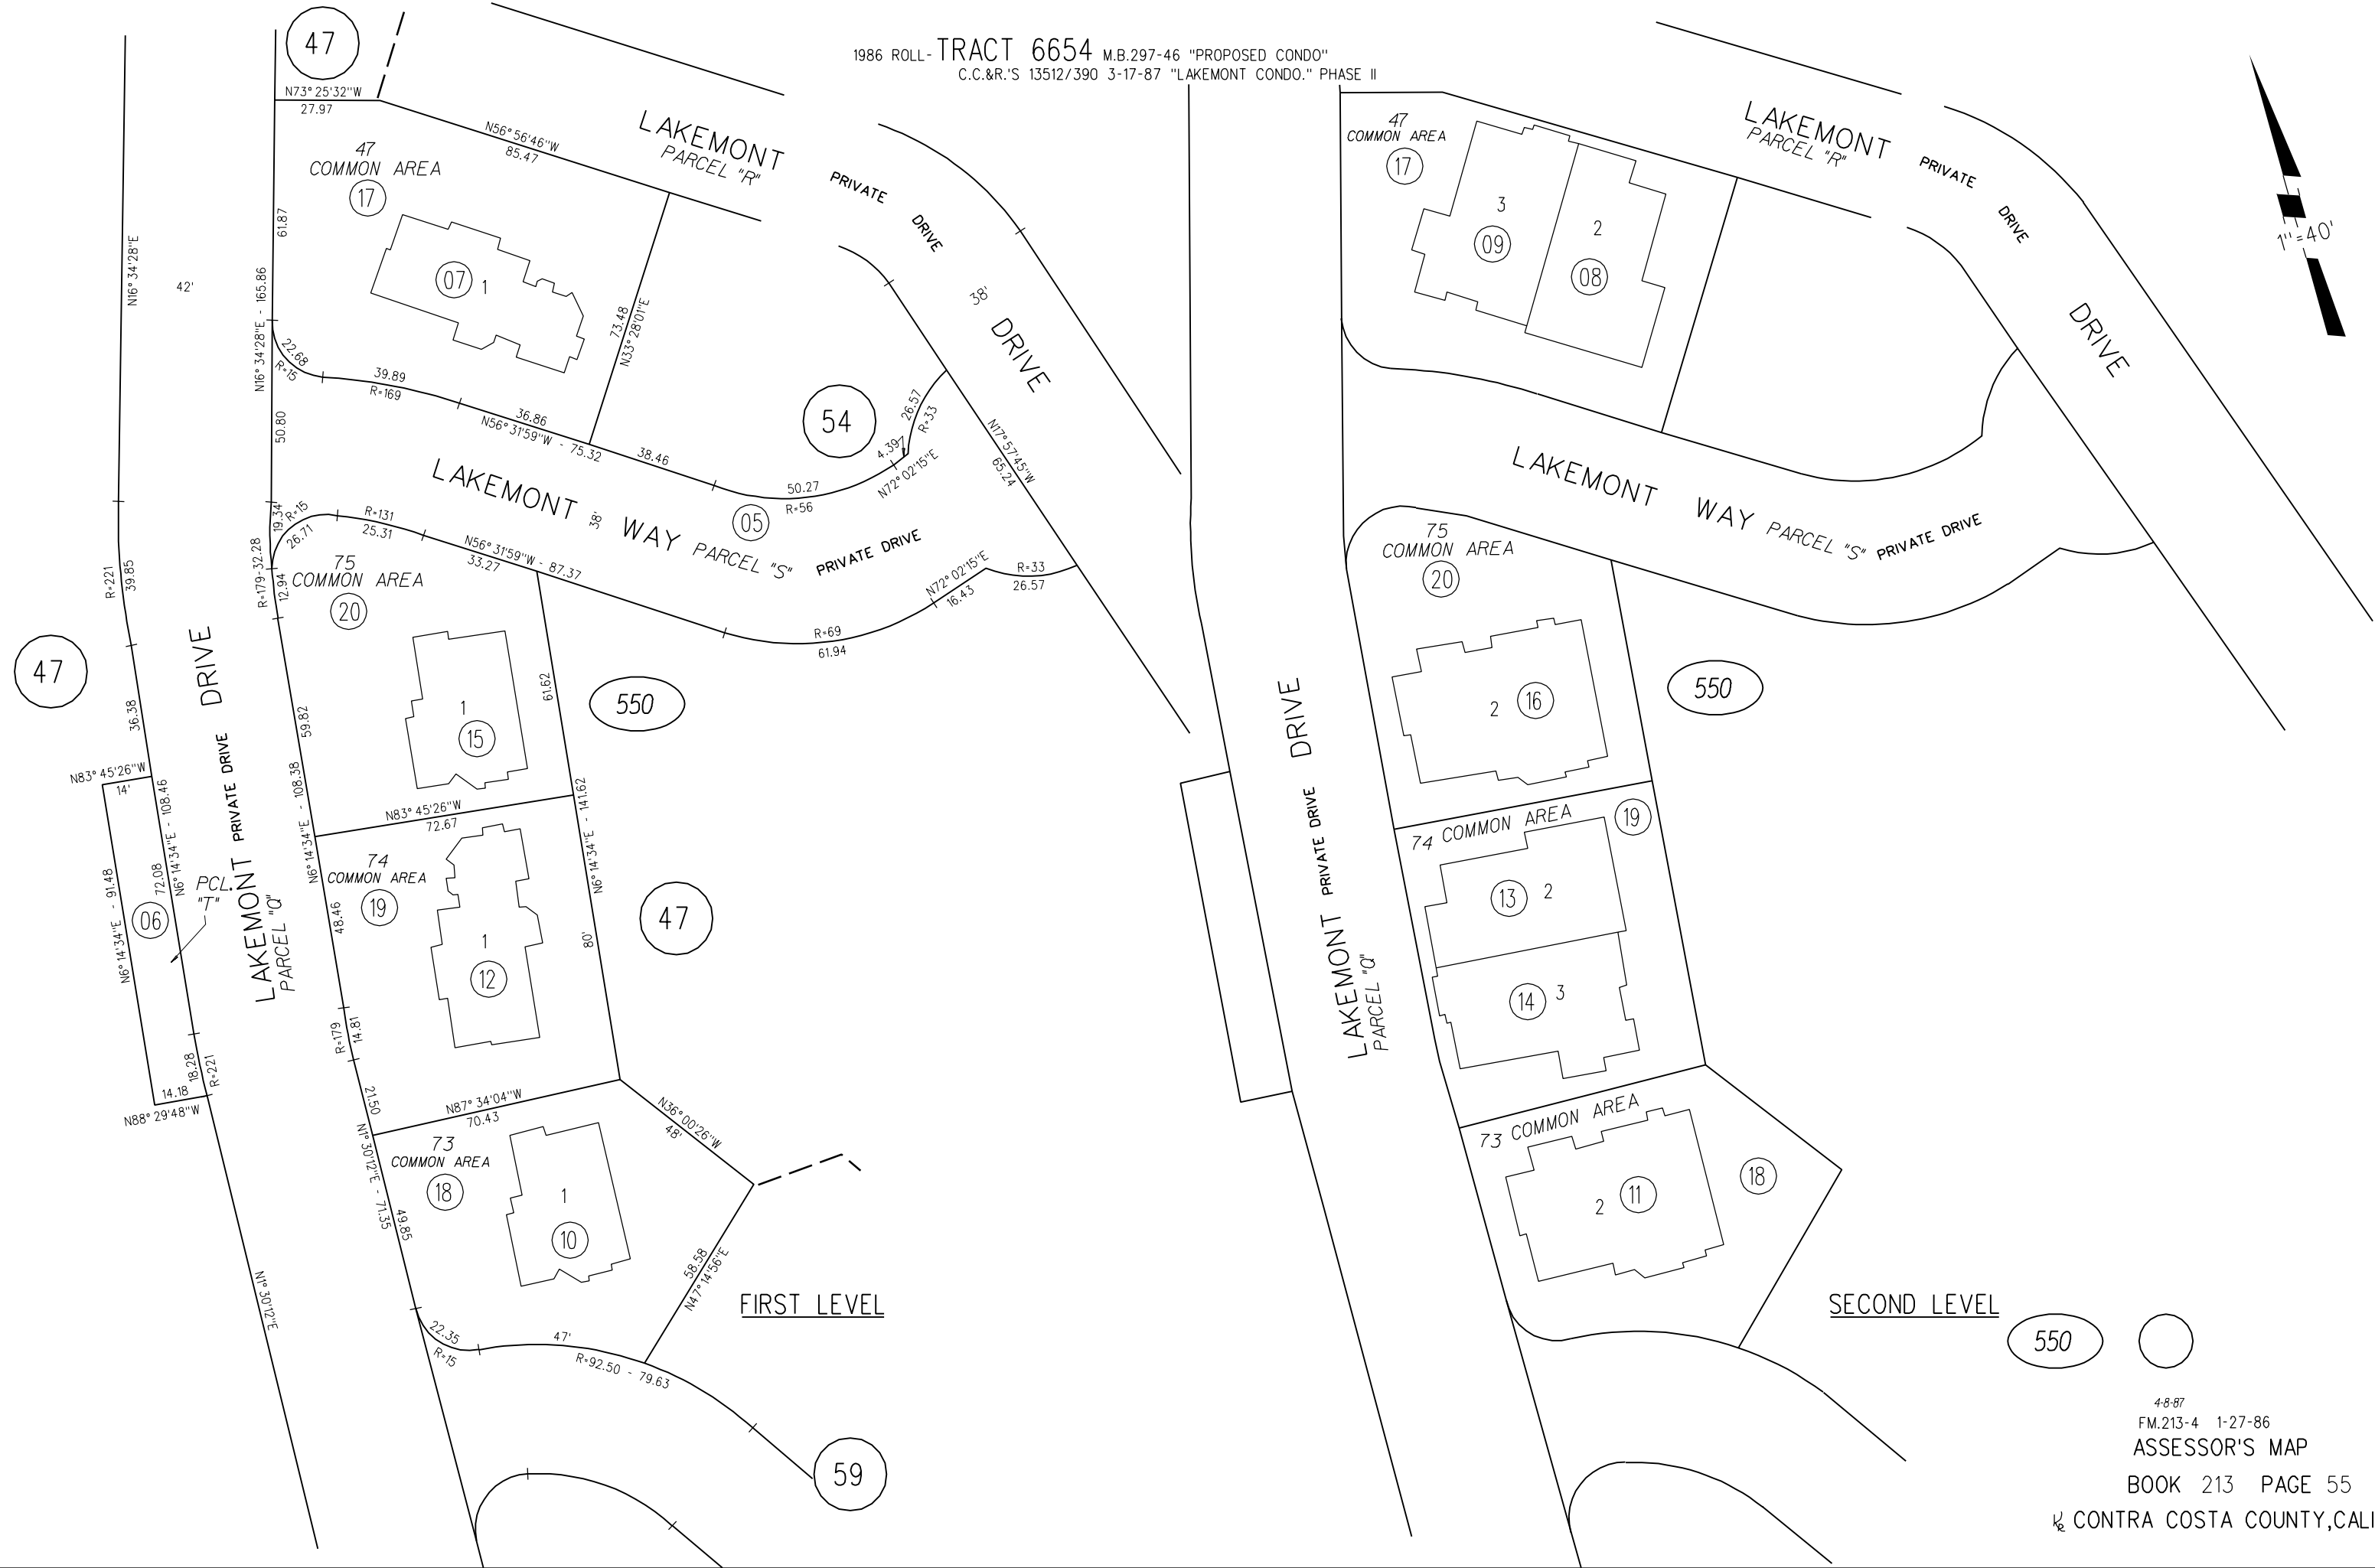 1986 ROLL- TRACT 6654 M.B.297-46 "PROPOSED CONDO"
C.C.&R.'S 13512/390 3-17-87 "LAKEMONT CONDO." PHASE II
47
N73°25'32"W
27.97
N56°56'46"W
85.47
LAKEMONT
PARCEL "R"
PRIVATE DRIVE
38'
DRIVE
47
COMMON AREA
17
61.87
N16°34'28"E
42'
N16°34'28"E - 165.86
07 1
73.48
N33°28'01"E
22.68
R=15
39.89
R=169
36.86
N56°31'59"W - 75.32
38.46
54
26.57
R=33
4.39
N72°02'15"E
50.27
R=56
N17°57'45"W
65.24
50.80
LAKEMONT WAY PARCEL "S" PRIVATE DRIVE
38'
05
19.34
R=15
26.71
R=131
25.31
N56°31'59"W - 87.37
33.27
N72°02'15"E
16.43
R=33
26.57
R=69
61.94
R=179-32.28
12.94
75
COMMON AREA
20
R=221
39.85
47
36.38
59.82
1
15
61.62
550
N83°45'26"W
14'
N6°14'34"E - 108.46
72.08
N6°14'34"E - 108.38
N83°45'26"W
72.67
N6°14'34"E - 141.62
80'
LAKEMONT PRIVATE DRIVE DRIVE
PARCEL "Q"
N6°14'34"E - 91.48
06
PCL.
"T"
74
COMMON AREA
19
48.46
1
12
47
R=179
14.81
18.28
R=221
14.18
N88°29'48"W
21.50
N87°34'04"W
70.43
N36°00'26"W
48'
N1°30'12"E - 71.35
49.85
73
COMMON AREA
18
1
10
58.58
N47°14'56"E
N1°30'12"E
22.35
R=15
47'
R=92.50 - 79.63
59
FIRST LEVEL
47
COMMON AREA
17
3
09
2
08
LAKEMONT
PARCEL "R"
PRIVATE DRIVE
DRIVE
1"=40'
LAKEMONT WAY PARCEL "S" PRIVATE DRIVE
75
COMMON AREA
20
2 16
550
LAKEMONT PRIVATE DRIVE DRIVE
PARCEL "Q"
74 COMMON AREA 19
13 2
14 3
73 COMMON AREA
18
2 11
SECOND LEVEL
550
4-8-87
FM.213-4 1-27-86
ASSESSOR'S MAP
BOOK 213 PAGE 55
CONTRA COSTA COUNTY,CALI